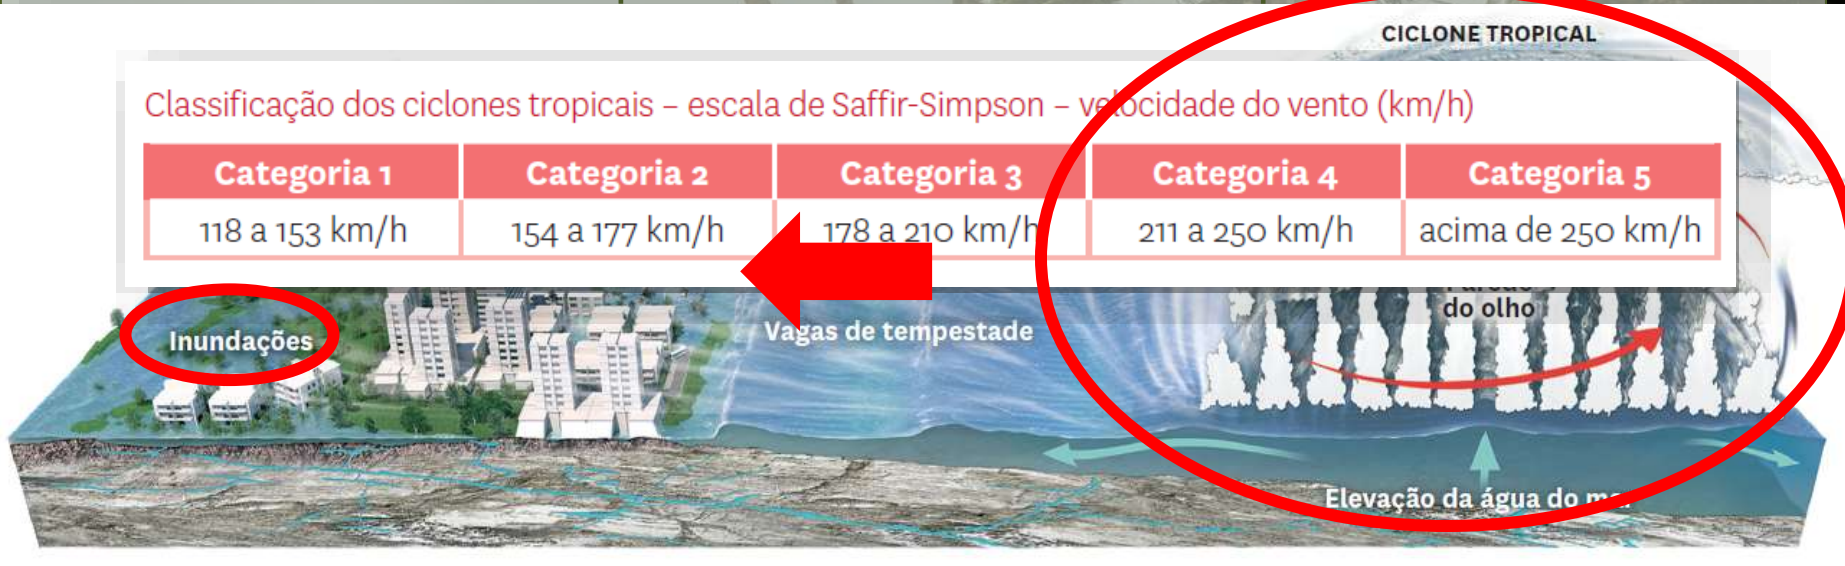 CICLONE TROPICAL
Classificação dos ciclones tropicais – escala de Saffir-Simpson – velocidade do vento (km/h)
Categoria 1 Categoria 2 Categoria 3 Categoria 4 Categoria 5
118 a 153 km/h 154 a 177 km/h 178 a 210 km/h 211 a 250 km/h acima de 250 km/h
do olho
Inundações
Vagas de tempestade
Elevação da água do